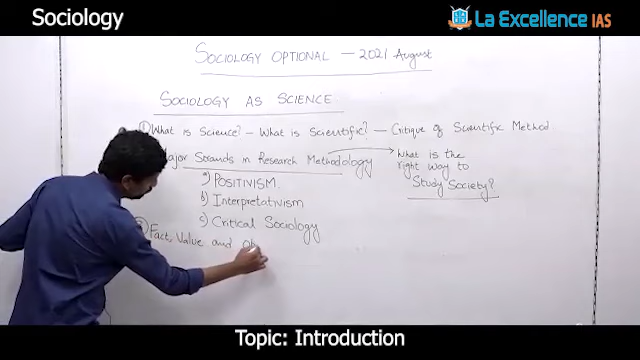 Sociology
La Excellence IAS
SOCIOLOGY OPTIONAL - 2021 August
SOCIOLOGY AS SCIENCE
① What is Science? - What is Scientific? - Critique of Scientific Method
Strands in Research Methodology
What is the
right way to
Study Society?
a) POSITIVISM
b) Interpretativism
c) Critical Sociology
Fact, Value and
Topic: Introduction